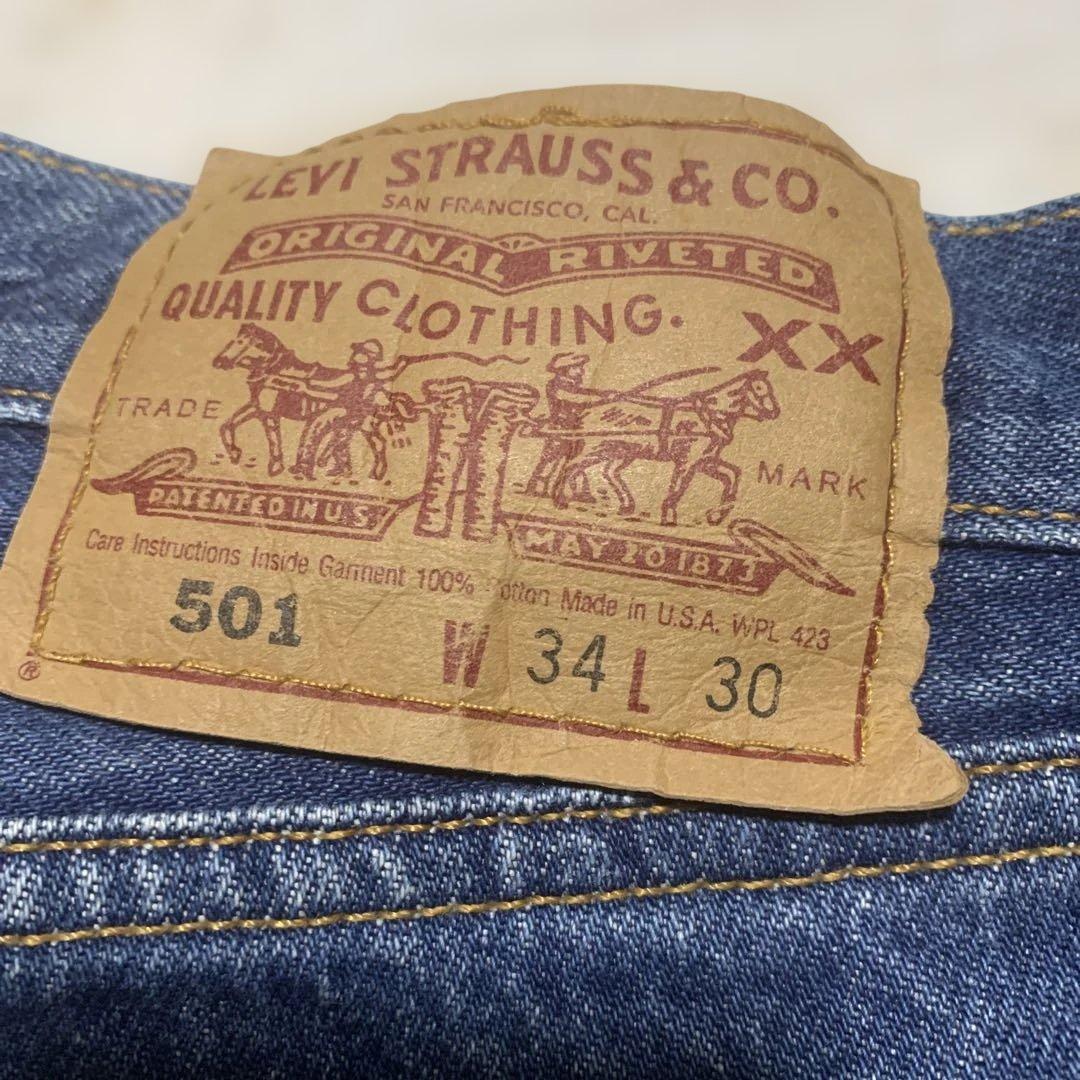 LEVI STRAUSS & CO.
SAN FRANCISCO, CAL.
ORIGINAL RIVETED
QUALITY CLOTHING.
XX
TRADE MARK
PATENTED IN U.S.
MAY 20 1873
Care Instructions Inside Garment 100% otton Made in U.S.A. WPL 423
501 W 34 L 30
®